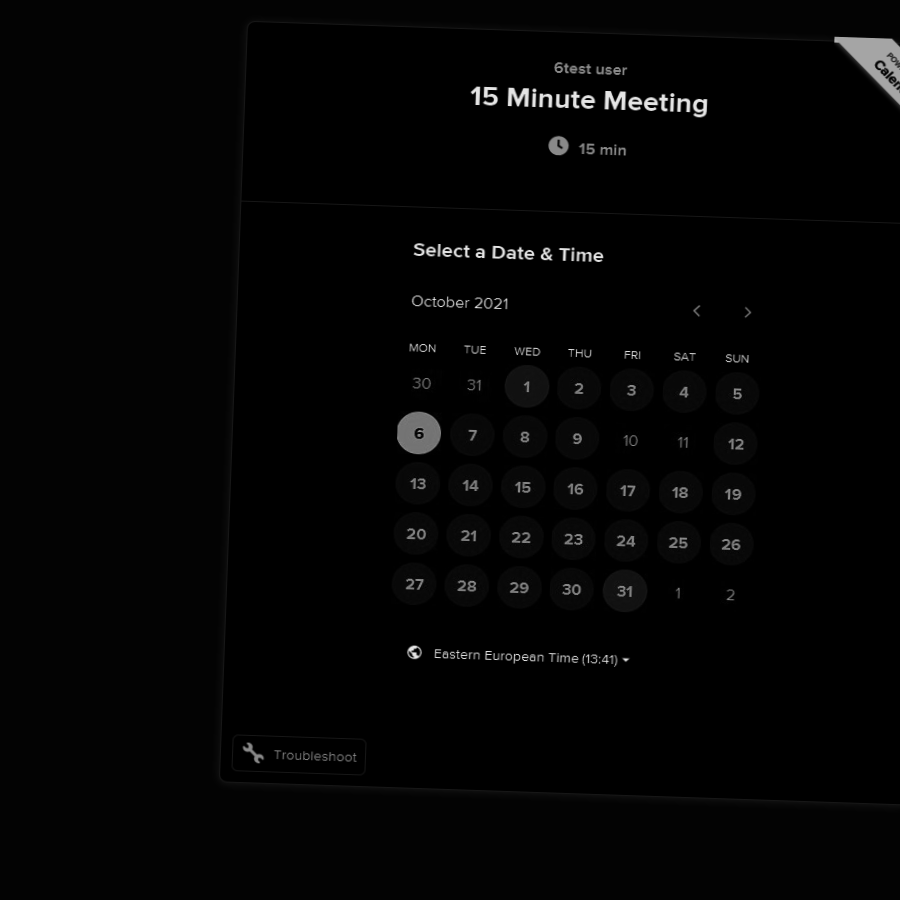 6test user
15 Minute Meeting
15 min
Select a Date & Time
October 2021
MON TUE WED THU FRI SAT SUN
30 31 1 2 3 4 5
6 7 8 9 10 11 12
13 14 15 16 17 18 19
20 21 22 23 24 25 26
27 28 29 30 31 1 2
Eastern European Time (13:41)
Troubleshoot